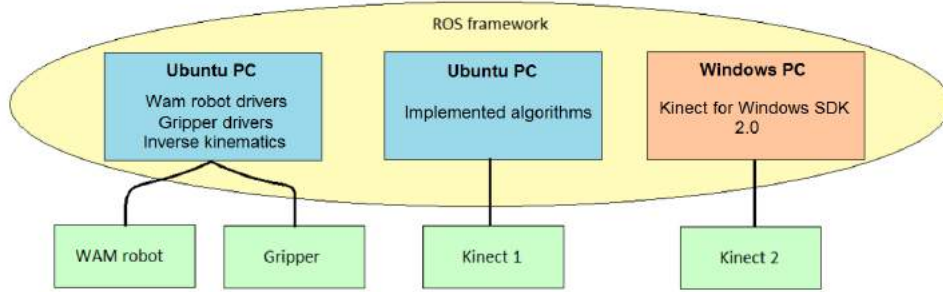 ROS framework
Ubuntu PC
Wam robot drivers
Gripper drivers
Inverse kinematics
Ubuntu PC
Implemented algorithms
Windows PC
Kinect for Windows SDK
2.0
WAM robot
Gripper
Kinect 1
Kinect 2